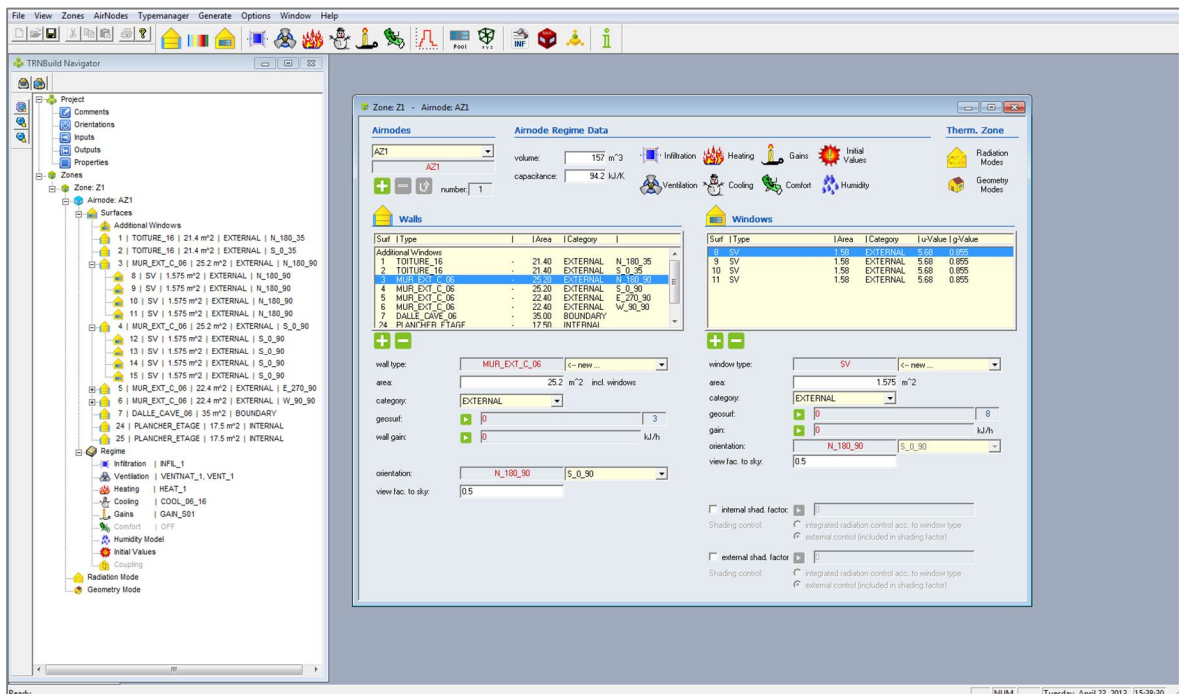 File View Zones AirNodes Typemanager Generate Options Window Help
Pool
x y z
INF
TRNBuild Navigator
Project
Comments
Orientations
Inputs
Outputs
Properties
Zones
Zone: Z1
Airnode: AZ1
Surfaces
Additional Windows
1 | TOITURE_16 | 21.4 m^2 | EXTERNAL | N_180_35
2 | TOITURE_16 | 21.4 m^2 | EXTERNAL | S_0_35
3 | MUR_EXT_C_06 | 25.2 m^2 | EXTERNAL | N_180_90
8 | SV | 1.575 m^2 | EXTERNAL | N_180_90
9 | SV | 1.575 m^2 | EXTERNAL | N_180_90
10 | SV | 1.575 m^2 | EXTERNAL | N_180_90
11 | SV | 1.575 m^2 | EXTERNAL | N_180_90
4 | MUR_EXT_C_06 | 25.2 m^2 | EXTERNAL | S_0_90
12 | SV | 1.575 m^2 | EXTERNAL | S_0_90
13 | SV | 1.575 m^2 | EXTERNAL | S_0_90
14 | SV | 1.575 m^2 | EXTERNAL | S_0_90
15 | SV | 1.575 m^2 | EXTERNAL | S_0_90
5 | MUR_EXT_C_06 | 22.4 m^2 | EXTERNAL | E_270_90
6 | MUR_EXT_C_06 | 22.4 m^2 | EXTERNAL | W_90_90
7 | DALLE_CAVE_06 | 35 m^2 | BOUNDARY
24 | PLANCHER_ETAGE | 17.5 m^2 | INTERNAL
25 | PLANCHER_ETAGE | 17.5 m^2 | INTERNAL
Regime
Infiltration | INFIL_1
Ventilation | VENTNAT_1, VENT_1
Heating | HEAT_1
Cooling | COOL_06_16
Gains | GAIN_S01
Comfort | OFF
Humidity Model
Initial Values
Coupling
Radiation Mode
Geometry Mode
Zone: Z1 - Airnode: AZ1
Airnodes
AZ1
AZ1
number: 1
Airnode Regime Data
volume: 157 m^3
capacitance: 94.2 kJ/K
Infiltration Heating Gains Initial Values
Ventilation Cooling Comfort Humidity
Therm. Zone
Radiation Modes
Geometry Modes
Walls
Surf | Type | | Area | Category |
Additional Windows
1 TOITURE_16 - 21.40 EXTERNAL N_180_35
2 TOITURE_16 - 21.40 EXTERNAL S_0_35
3 MUR_EXT_C_06 - 25.20 EXTERNAL N_180_90
4 MUR_EXT_C_06 - 25.20 EXTERNAL S_0_90
5 MUR_EXT_C_06 - 22.40 EXTERNAL E_270_90
6 MUR_EXT_C_06 - 22.40 EXTERNAL W_90_90
7 DALLE_CAVE_06 - 35.00 BOUNDARY
24 PLANCHER_ETAGE - 17.50 INTERNAL
wall type: MUR_EXT_C_06 <-- new ...
area: 25.2 m^2 incl. windows
category: EXTERNAL
geosurf: 0 3
wall gain: 0 kJ/h
orientation: N_180_90 S_0_90
view fac. to sky: 0.5
Windows
Surf | Type | Area | Category | u-Value | g-Value
8 SV 1.58 EXTERNAL 5.68 0.855
9 SV 1.58 EXTERNAL 5.68 0.855
10 SV 1.58 EXTERNAL 5.68 0.855
11 SV 1.58 EXTERNAL 5.68 0.855
window type: SV <-- new ...
area: 1.575 m^2
category: EXTERNAL
geosurf: 0 8
gain: 0 kJ/h
orientation: N_180_90 S_0_90
view fac. to sky: 0.5
internal shad. factor: 0
Shading control: integrated radiation control acc. to window type
external control (included in shading factor)
external shad. factor 0
Shading control: integrated radiation control acc. to window type
external control (included in shading factor)
Ready
NUM Tuesday, April 23, 2013 15:38:30